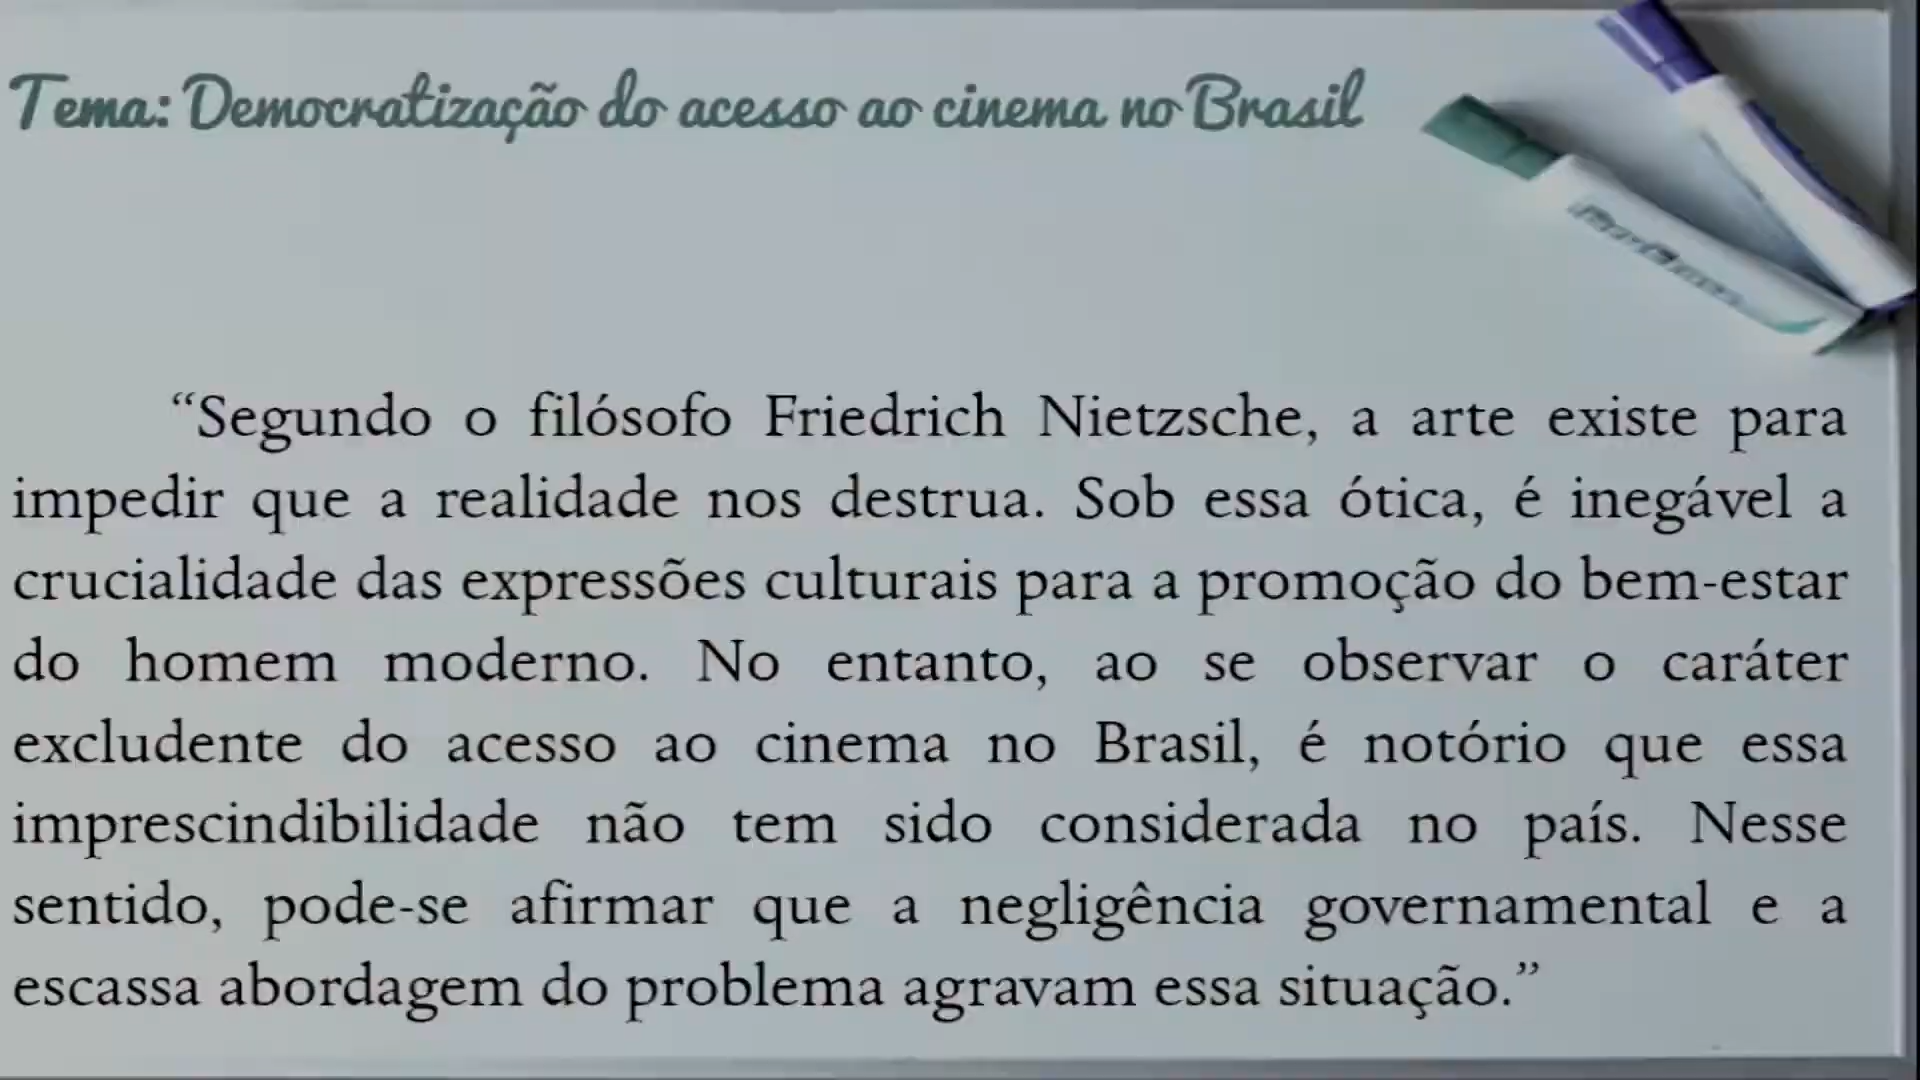 Tema: Democratização do acesso ao cinema no Brasil
“Segundo o filósofo Friedrich Nietzsche, a arte existe para
impedir que a realidade nos destrua. Sob essa ótica, é inegável a
crucialidade das expressões culturais para a promoção do bem-estar
do homem moderno. No entanto, ao se observar o caráter
excludente do acesso ao cinema no Brasil, é notório que essa
imprescindibilidade não tem sido considerada no país. Nesse
sentido, pode-se afirmar que a negligência governamental e a
escassa abordagem do problema agravam essa situação.”